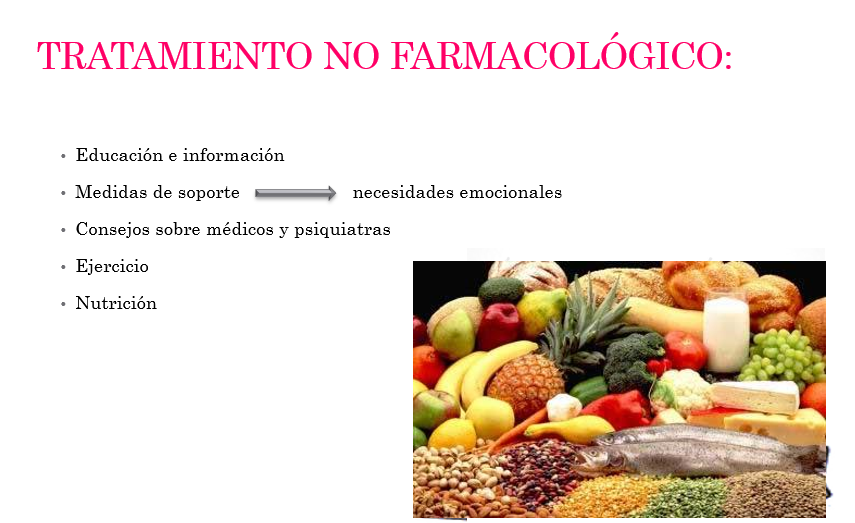 TRATAMIENTO NO FARMACOLÓGICO:
• Educación e información
• Medidas de soporte necesidades emocionales
• Consejos sobre médicos y psiquiatras
• Ejercicio
• Nutrición